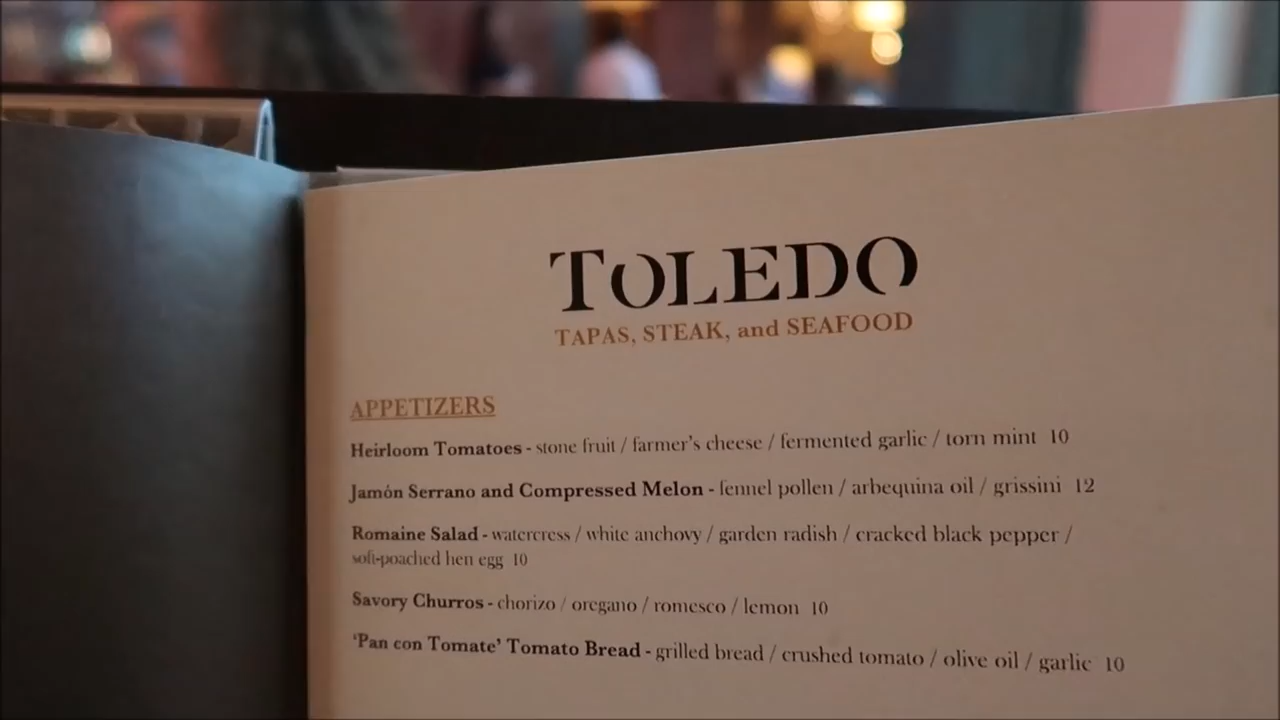 TOLEDO
TAPAS, STEAK, and SEAFOOD
APPETIZERS
Heirloom Tomatoes - stone fruit / farmer's cheese / fermented garlic / torn mint 10
Jamón Serrano and Compressed Melon - fennel pollen / arbequina oil / grissini 12
Romaine Salad - watercress / white anchovy / garden radish / cracked black pepper /
soft-poached hen egg 10
Savory Churros - chorizo / oregano / romesco / lemon 10
‘Pan con Tomate’ Tomato Bread - grilled bread / crushed tomato / olive oil / garlic 10